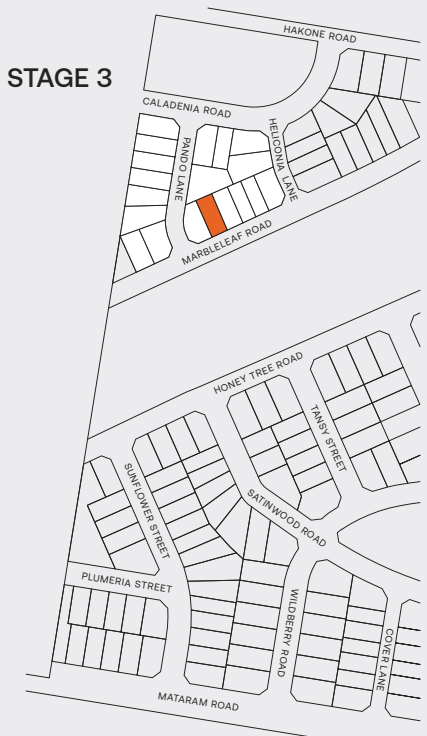 HAKONE ROAD
STAGE 3
CALADENIA ROAD
PANDO LANE
HELICONIA LANE
MARBLELEAF ROAD
HONEY TREE ROAD
TANSY STREET
SUNFLOWER STREET
SATINWOOD ROAD
PLUMERIA STREET
WILDBERRY ROAD
COVER LANE
MATARAM ROAD